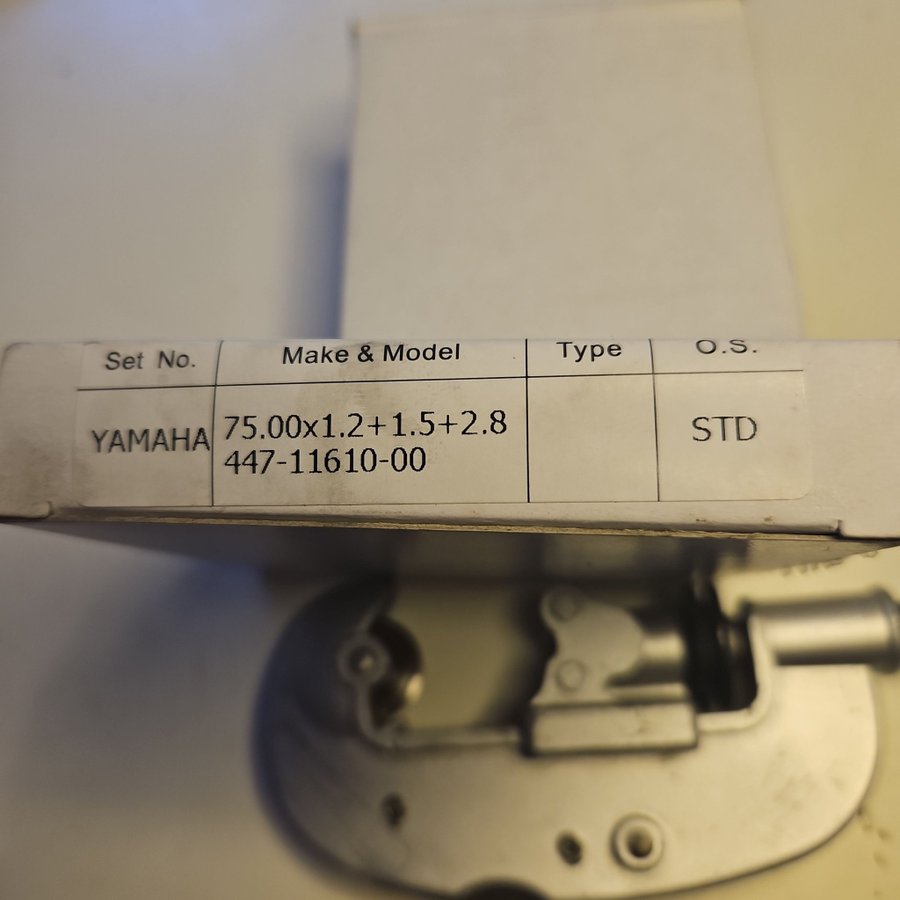 Set No. Make & Model Type O.S.
YAMAHA 75.00x1.2+1.5+2.8 STD
447-11610-00